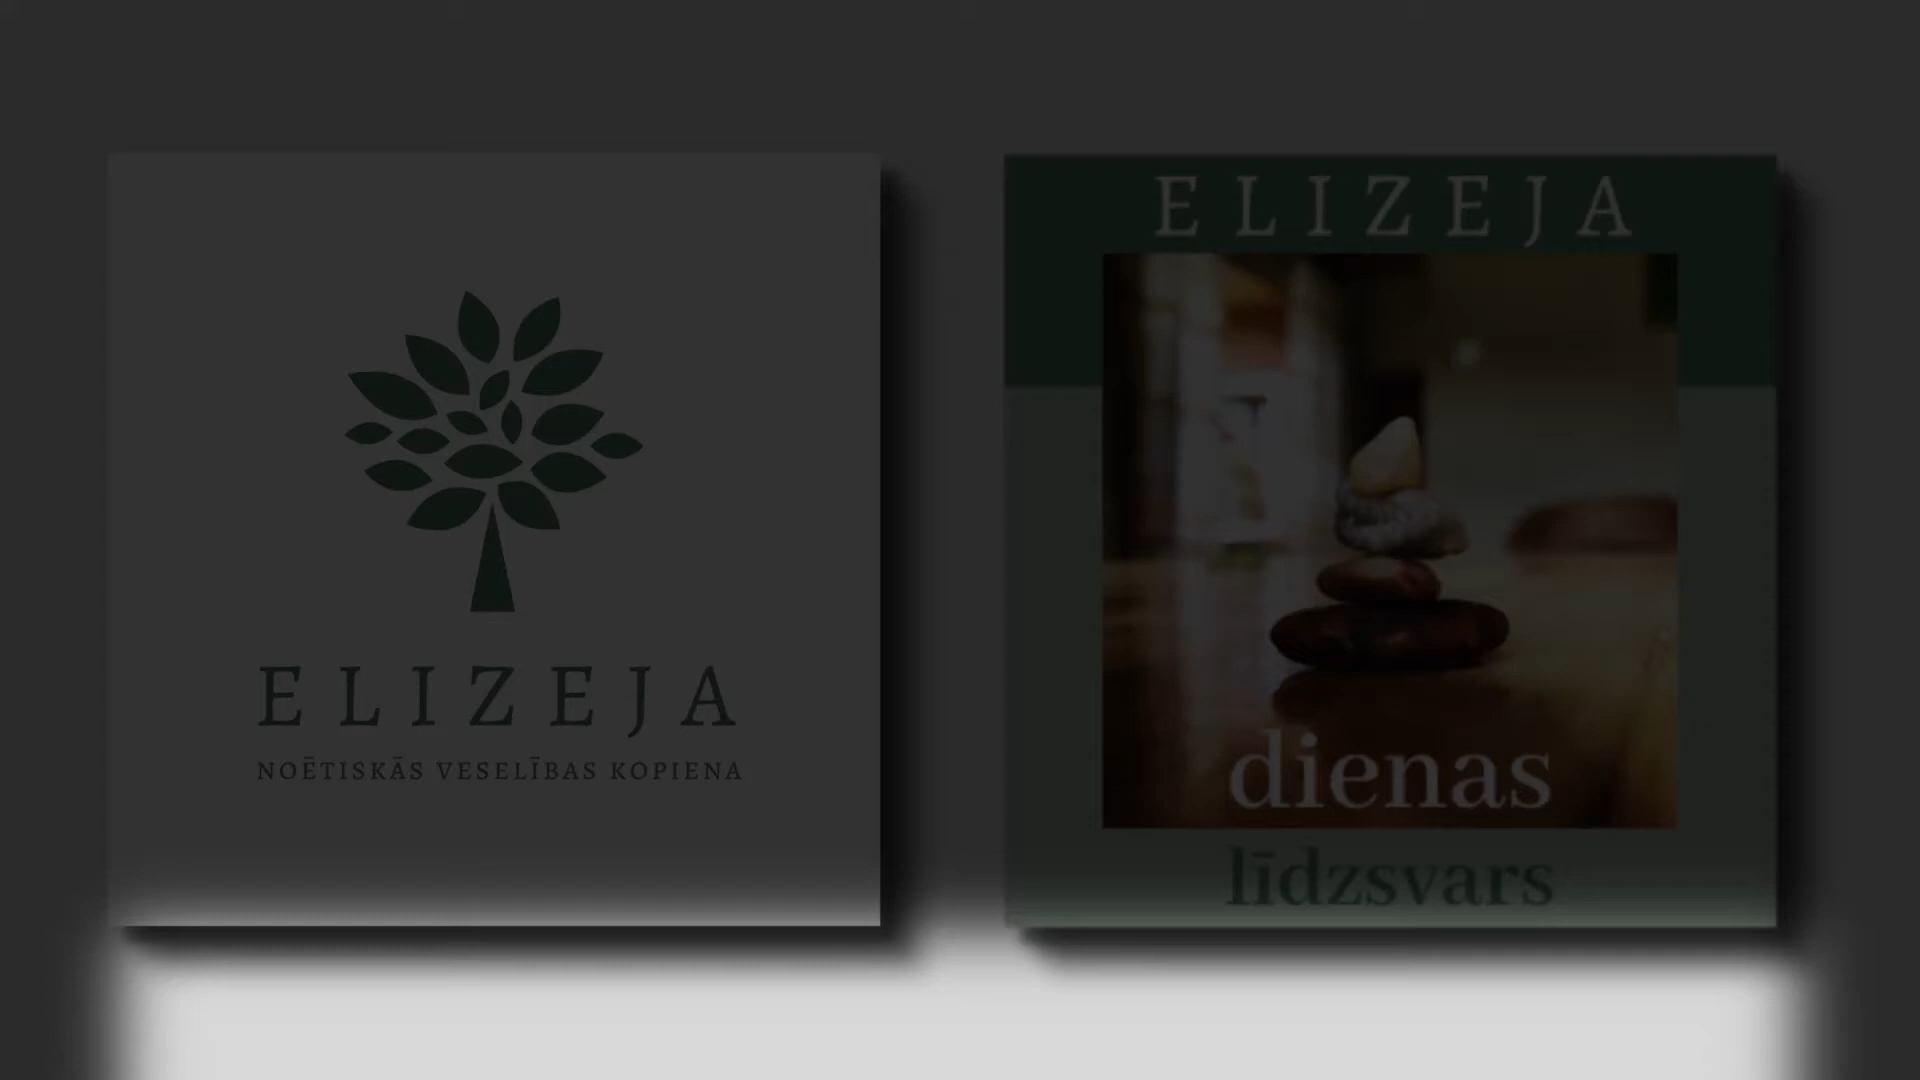 ELIZEJA
NOĒTISKĀS VESELĪBAS KOPIENA
ELIZEJA
dienas
līdzsvars